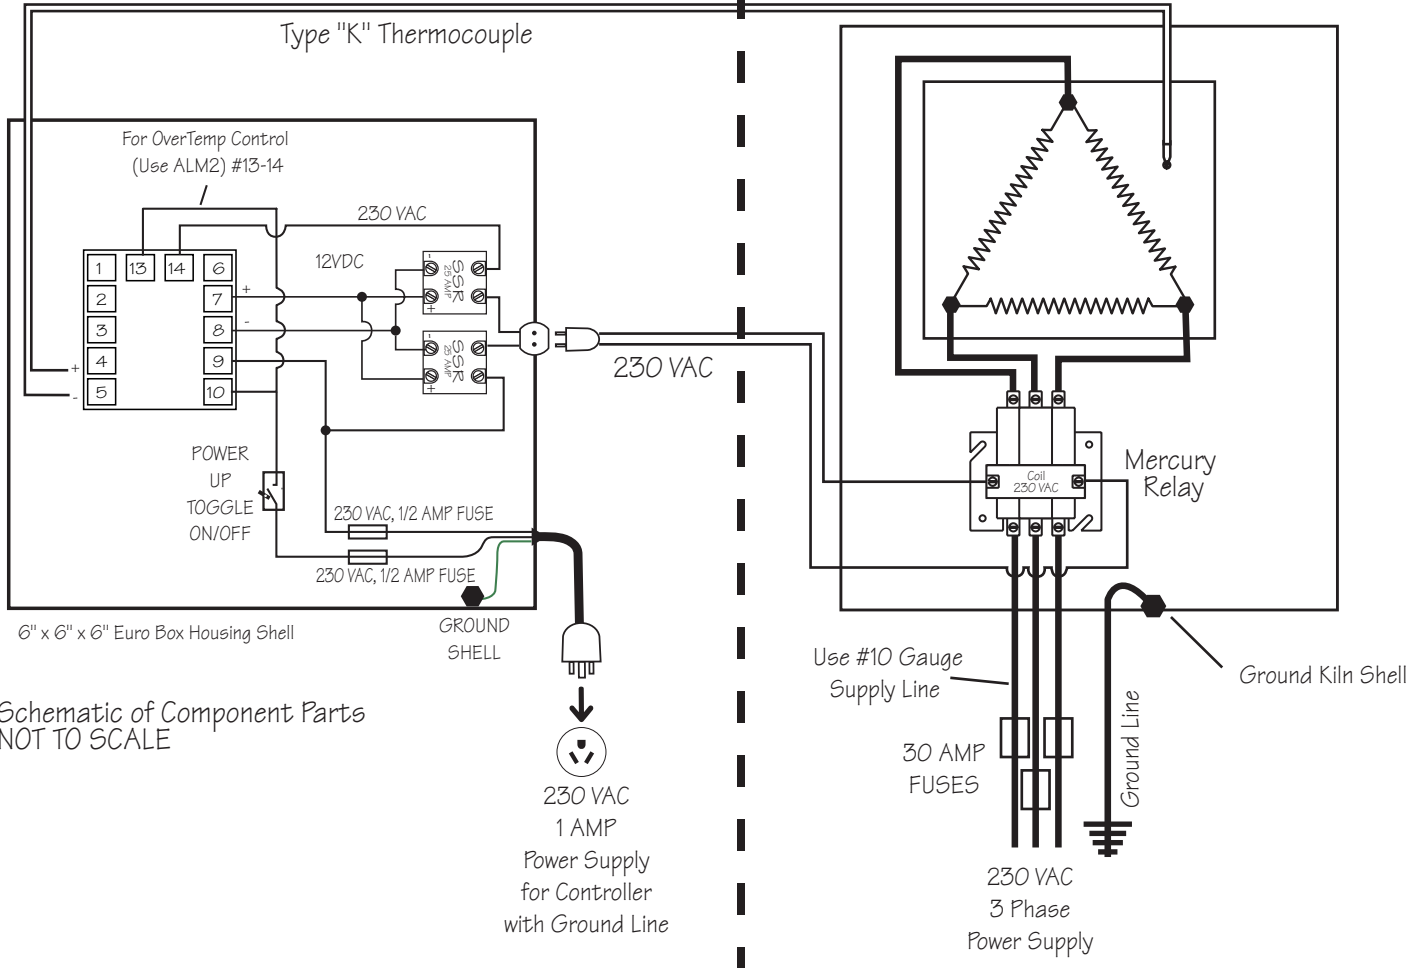 Type "K" Thermocouple
For OverTemp Control
(Use ALM2) #13-14
230 VAC
12VDC
1
13
14
6
2
7
+
3
8
-
4
9
+
5
10
-
-
SSR
25 AMP
+
-
SSR
25 AMP
+
230 VAC
POWER
UP
TOGGLE
ON/OFF
230 VAC, 1/2 AMP FUSE
230 VAC, 1/2 AMP FUSE
GROUND
SHELL
6" x 6" x 6" Euro Box Housing Shell
Schematic of Component Parts
NOT TO SCALE
230 VAC
1 AMP
Power Supply
for Controller
with Ground Line
Coil
230 VAC
Mercury
Relay
Use #10 Gauge
Supply Line
Ground Kiln Shell
Ground Line
30 AMP
FUSES
230 VAC
3 Phase
Power Supply